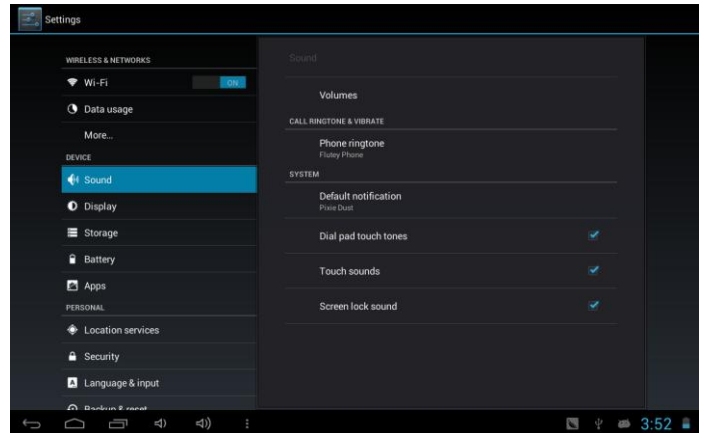 Settings
WIRELESS & NETWORKS
Wi-Fi ON
Data usage
More...
DEVICE
Sound
Display
Storage
Battery
Apps
PERSONAL
Location services
Security
Language & input
Backup & reset
Sound
Volumes
CALL RINGTONE & VIBRATE
Phone ringtone
Flutey Phone
SYSTEM
Default notification
Pixie Dust
Dial pad touch tones
Touch sounds
Screen lock sound
3:52